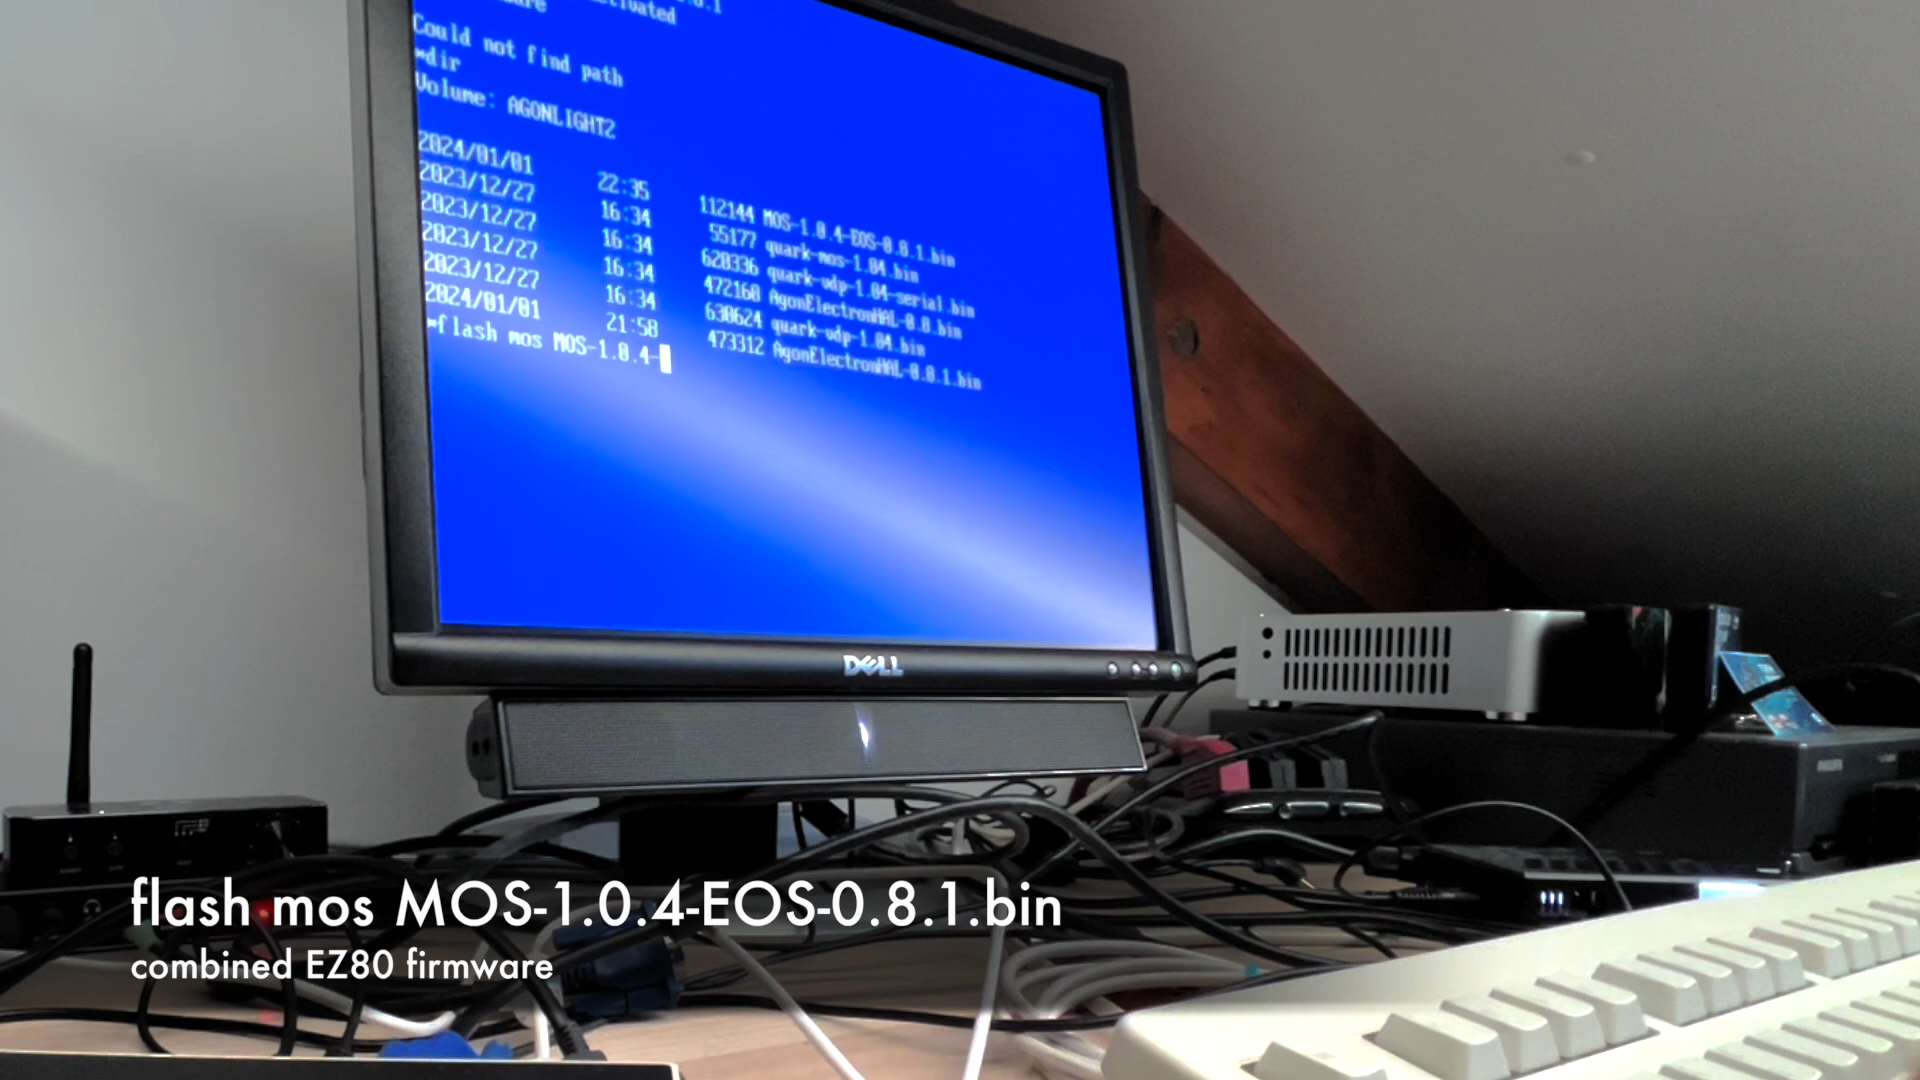 Could not find path
*dir
Volume: AGONLIGHT2
2024/01/01 22:35 112144 MOS-1.0.4-EOS-0.8.1.bin
2023/12/27 16:34 55177 quark-mos-1.04.bin
2023/12/27 16:34 620336 quark-vdp-1.04-serial.bin
2023/12/27 16:34 472160 AgonElectronHAL-0.8.bin
2023/12/27 16:34 630624 quark-vdp-1.04.bin
2024/01/01 21:58 473312 AgonElectronHAL-0.8.1.bin
*flash mos MOS-1.0.4-
DELL
flash mos MOS-1.0.4-EOS-0.8.1.bin
combined EZ80 firmware